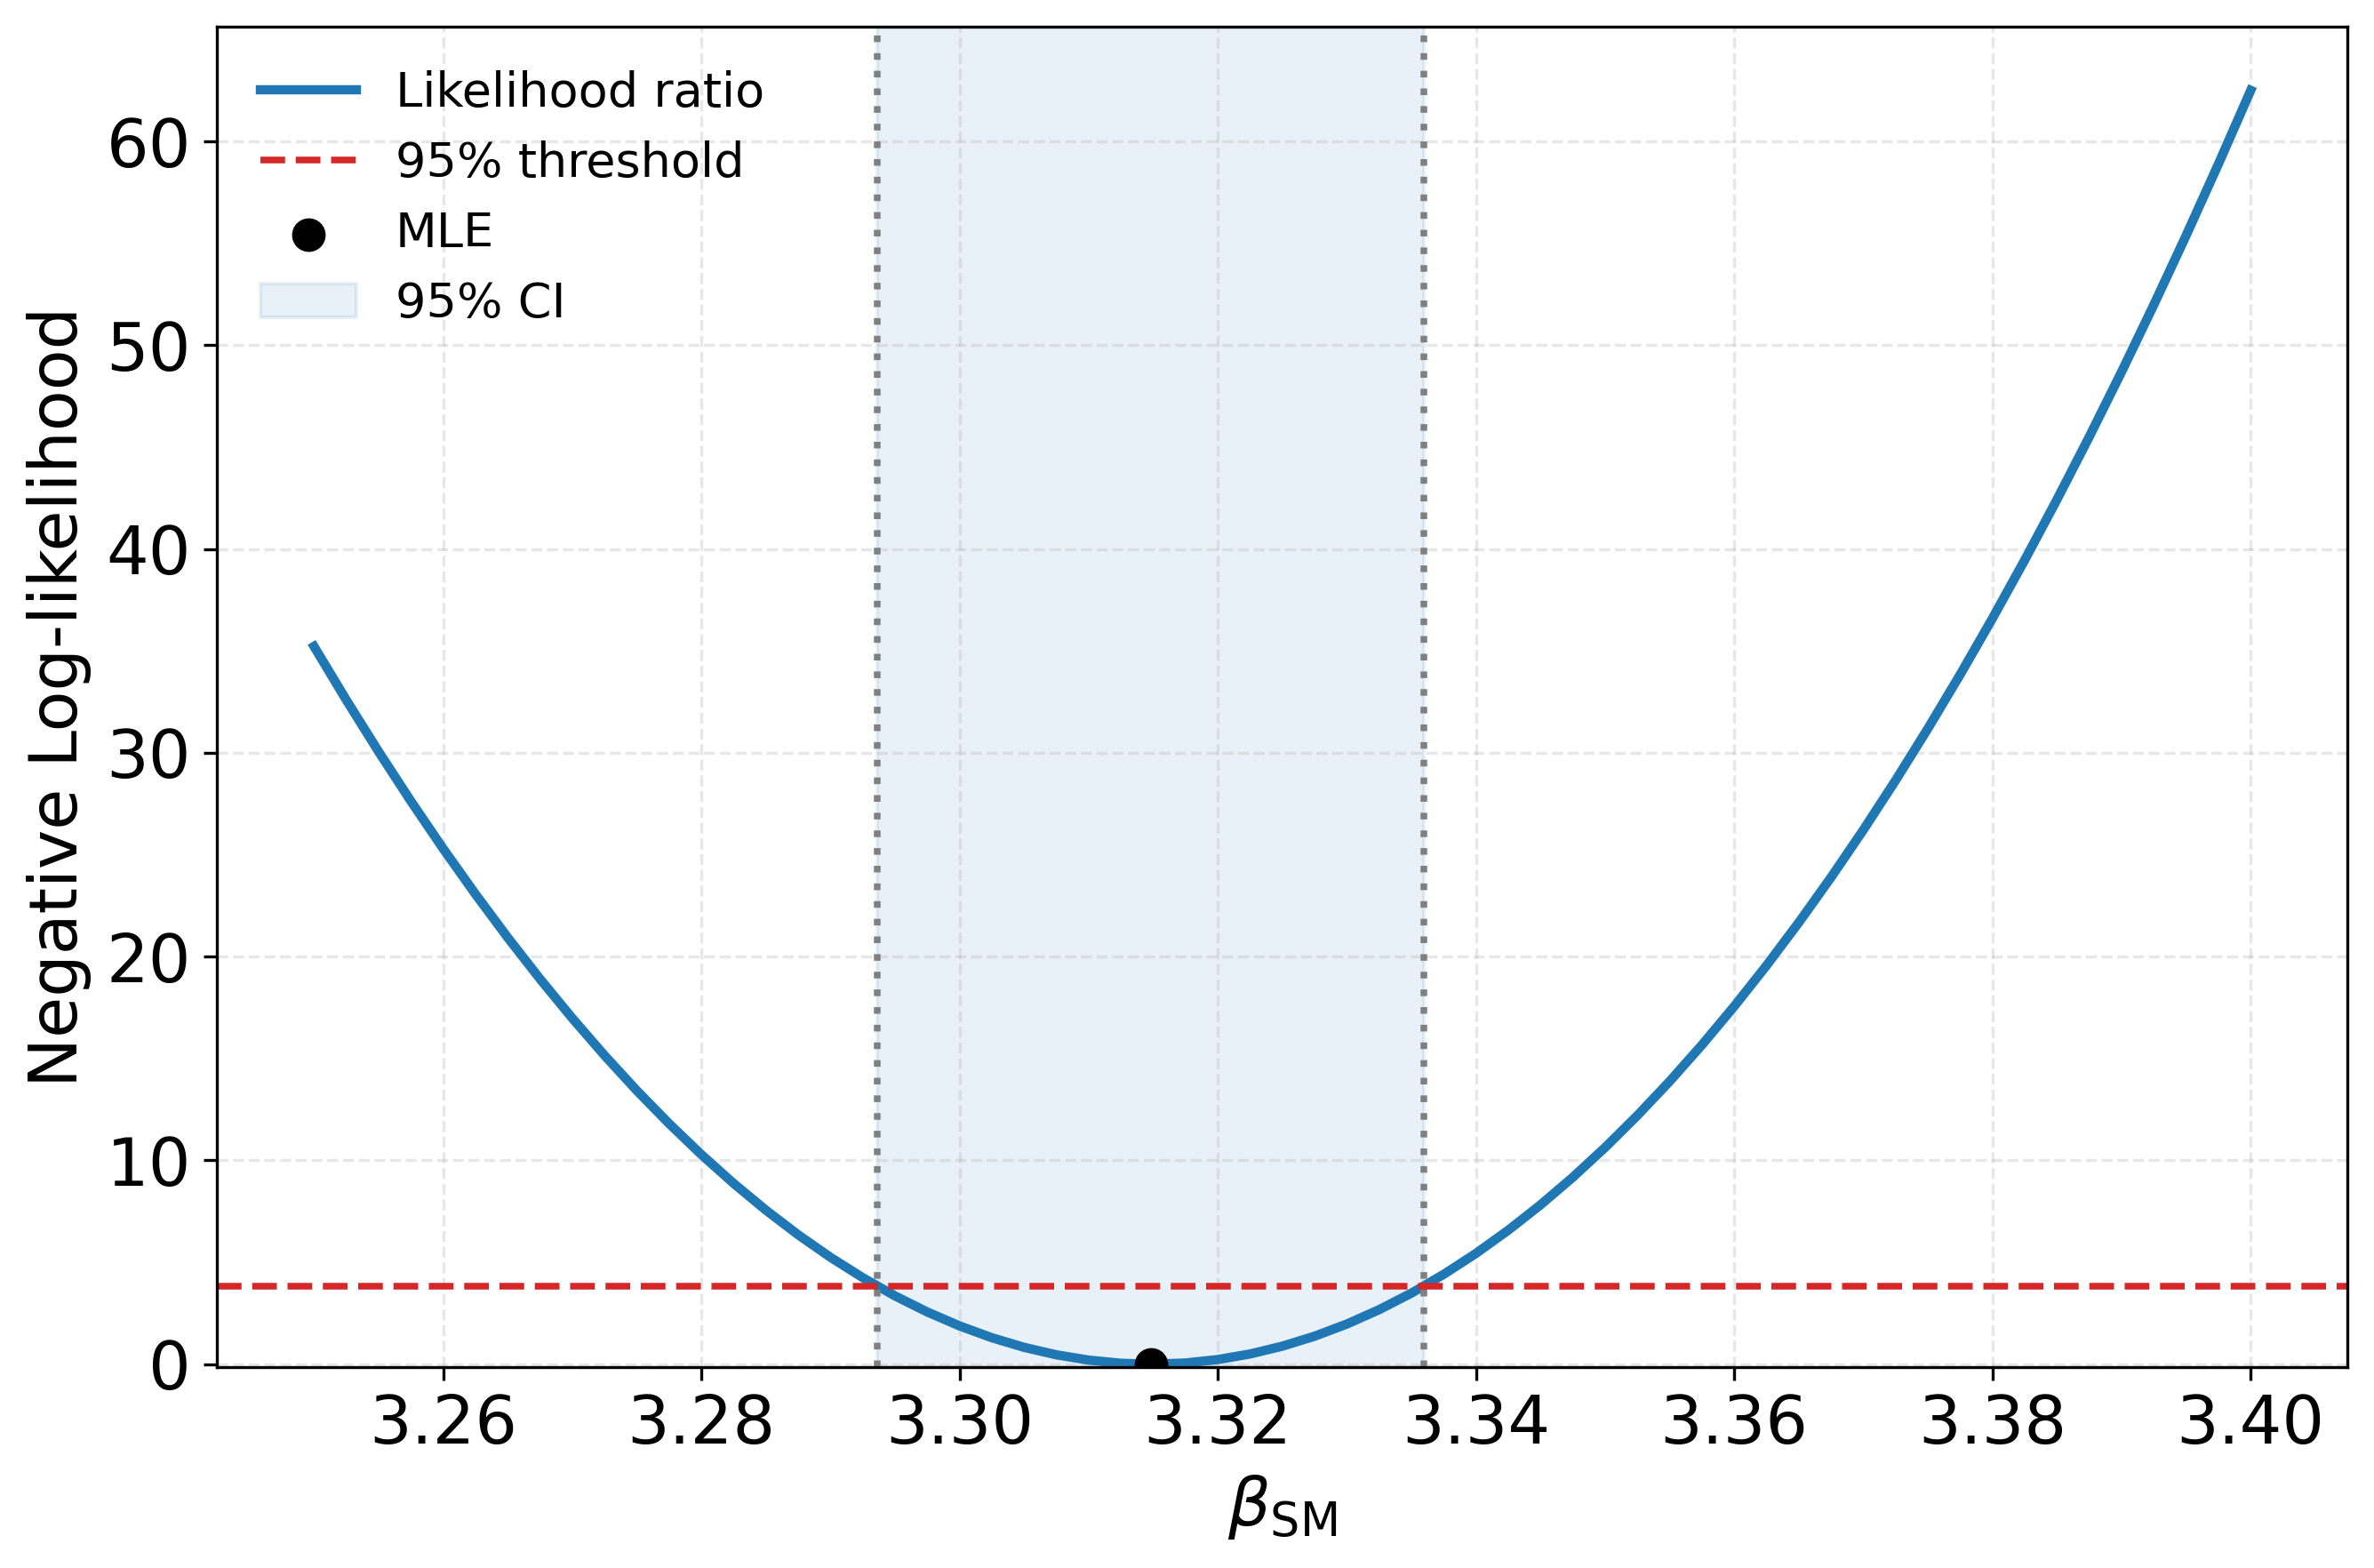 Likelihood ratio
95% threshold
MLE
95% CI
Negative Log-likelihood
60
50
40
30
20
10
0
3.26 3.28 3.30 3.32 3.34 3.36 3.38 3.40
βSM